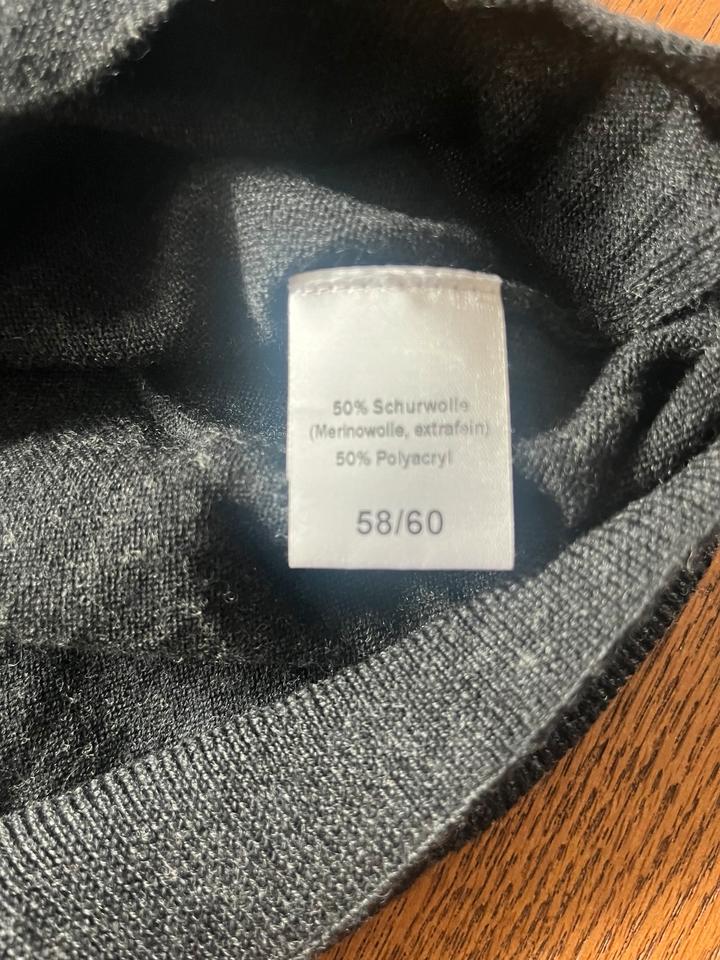 50% Schurwolle
(Merinowolle, extrafein)
50% Polyacryl
58/60